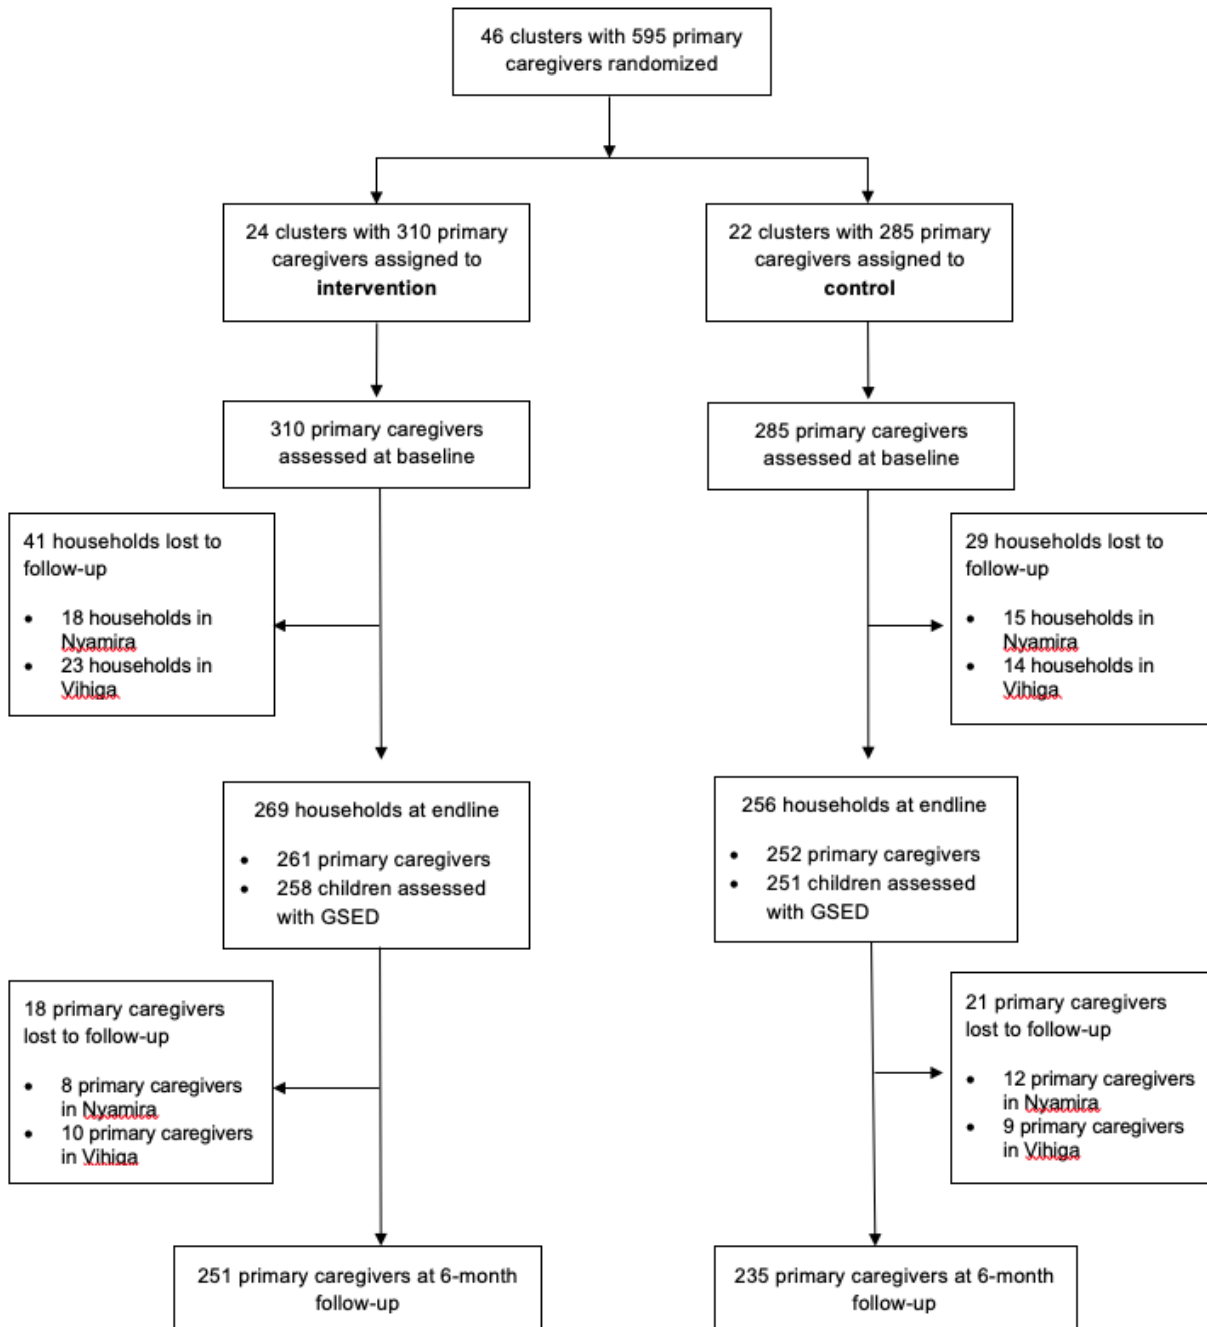 46 clusters with 595 primary
caregivers randomized
24 clusters with 310 primary
caregivers assigned to
intervention
22 clusters with 285 primary
caregivers assigned to
control
310 primary caregivers
assessed at baseline
285 primary caregivers
assessed at baseline
41 households lost to
follow-up
• 18 households in
Nyamira
• 23 households in
Vihiga
29 households lost to
follow-up
• 15 households in
Nyamira
• 14 households in
Vihiga
269 households at endline
• 261 primary caregivers
• 258 children assessed
with GSED
256 households at endline
• 252 primary caregivers
• 251 children assessed
with GSED
18 primary caregivers
lost to follow-up
• 8 primary caregivers
in Nyamira
• 10 primary caregivers
in Vihiga
21 primary caregivers
lost to follow-up
• 12 primary caregivers
in Nyamira
• 9 primary caregivers
in Vihiga
251 primary caregivers at 6-month
follow-up
235 primary caregivers at 6-month
follow-up